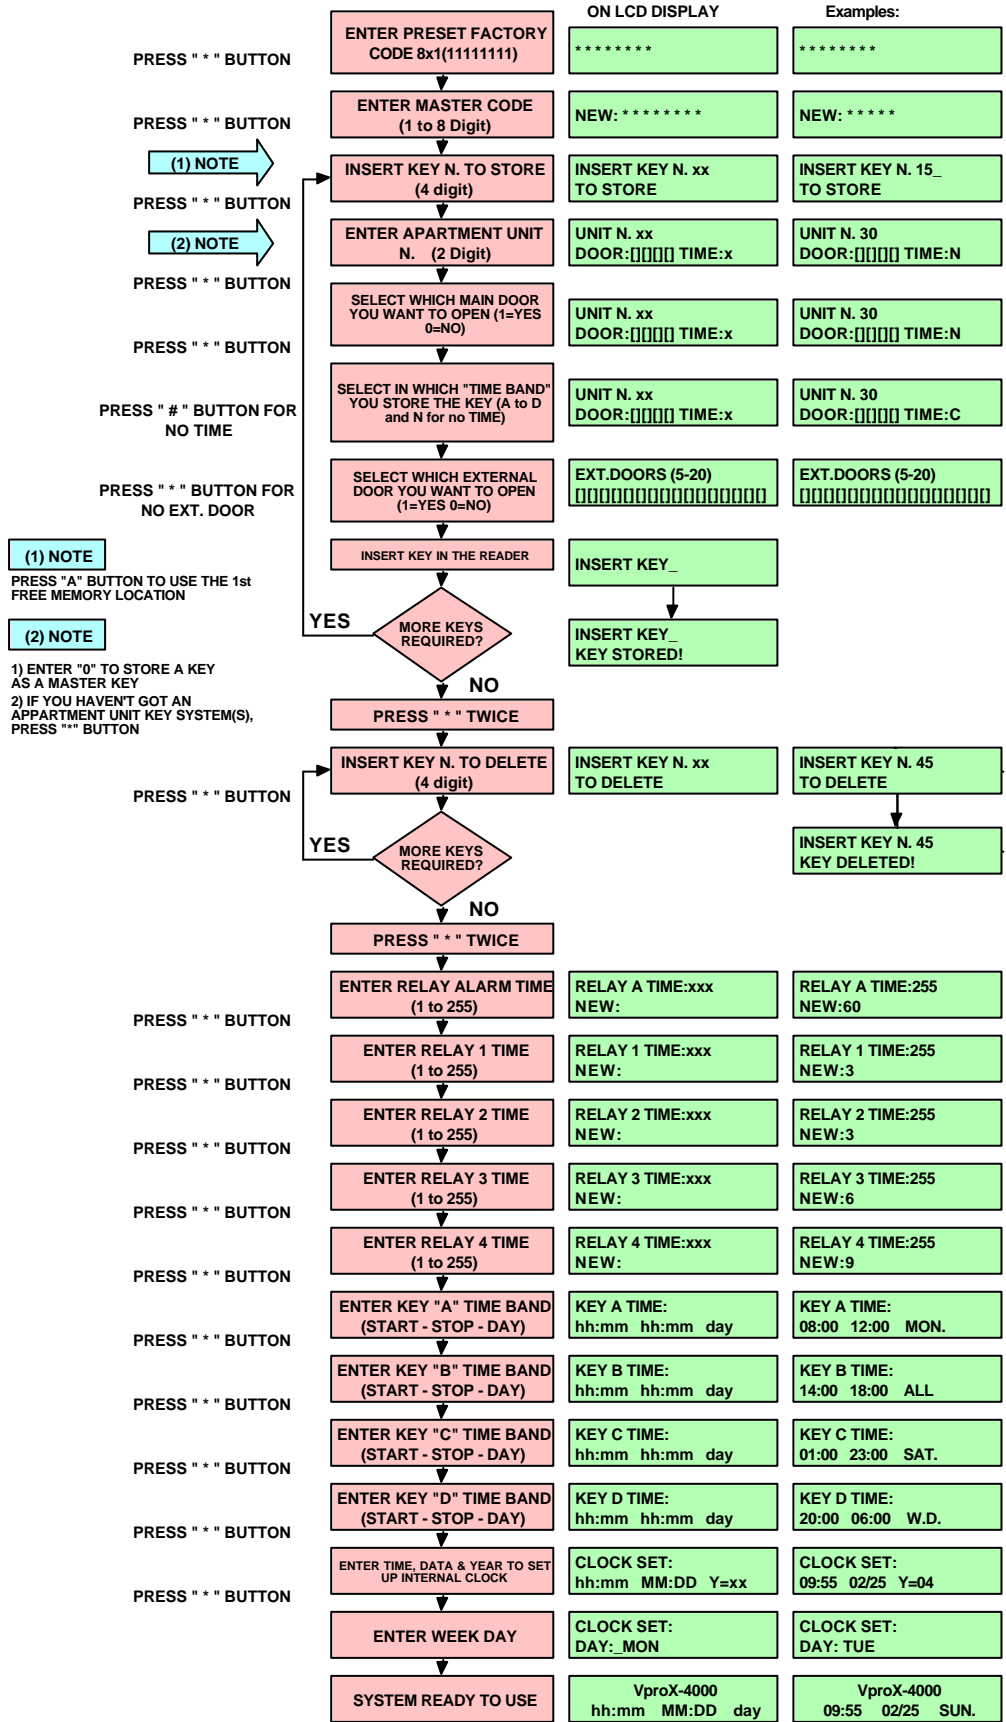 ON LCD DISPLAY
Examples:
ENTER PRESET FACTORY
CODE 8x1(11111111)
* * * * * * * *
* * * * * * * *
PRESS " * " BUTTON
ENTER MASTER CODE
(1 to 8 Digit)
NEW: * * * * * * * *
NEW: * * * * *
PRESS " * " BUTTON
(1) NOTE
INSERT KEY N. TO STORE
(4 digit)
INSERT KEY N. xx
TO STORE
INSERT KEY N. 15_
TO STORE
PRESS " * " BUTTON
(2) NOTE
ENTER APARTMENT UNIT
N. (2 Digit)
UNIT N. xx
DOOR:[][][][] TIME:x
UNIT N. 30
DOOR:[][][][] TIME:N
PRESS " * " BUTTON
SELECT WHICH MAIN DOOR
YOU WANT TO OPEN (1=YES
0=NO)
UNIT N. xx
DOOR:[][][][] TIME:x
UNIT N. 30
DOOR:[][][][] TIME:N
PRESS " * " BUTTON
SELECT IN WHICH "TIME BAND"
YOU STORE THE KEY (A to D
and N for no TIME)
UNIT N. xx
DOOR:[][][][] TIME:x
UNIT N. 30
DOOR:[][][][] TIME:C
PRESS " # " BUTTON FOR
NO TIME
SELECT WHICH EXTERNAL
DOOR YOU WANT TO OPEN
(1=YES 0=NO)
EXT.DOORS (5-20)
[][][][][][][][][][][][][][][][]
EXT.DOORS (5-20)
[][][][][][][][][][][][][][][][]
PRESS " * " BUTTON FOR
NO EXT. DOOR
(1) NOTE
PRESS "A" BUTTON TO USE THE 1st
FREE MEMORY LOCATION
INSERT KEY IN THE READER
INSERT KEY_
YES
MORE KEYS
REQUIRED?
INSERT KEY_
KEY STORED!
(2) NOTE
1) ENTER "0" TO STORE A KEY
AS A MASTER KEY
2) IF YOU HAVEN'T GOT AN
APPARTMENT UNIT KEY SYSTEM(S),
PRESS "*" BUTTON
NO
PRESS " * " TWICE
INSERT KEY N. TO DELETE
(4 digit)
INSERT KEY N. xx
TO DELETE
INSERT KEY N. 45
TO DELETE
PRESS " * " BUTTON
YES
MORE KEYS
REQUIRED?
INSERT KEY N. 45
KEY DELETED!
NO
PRESS " * " TWICE
ENTER RELAY ALARM TIME
(1 to 255)
RELAY A TIME:xxx
NEW:
RELAY A TIME:255
NEW:60
PRESS " * " BUTTON
ENTER RELAY 1 TIME
(1 to 255)
RELAY 1 TIME:xxx
NEW:
RELAY 1 TIME:255
NEW:3
PRESS " * " BUTTON
ENTER RELAY 2 TIME
(1 to 255)
RELAY 2 TIME:xxx
NEW:
RELAY 2 TIME:255
NEW:3
PRESS " * " BUTTON
ENTER RELAY 3 TIME
(1 to 255)
RELAY 3 TIME:xxx
NEW:
RELAY 3 TIME:255
NEW:6
PRESS " * " BUTTON
ENTER RELAY 4 TIME
(1 to 255)
RELAY 4 TIME:xxx
NEW:
RELAY 4 TIME:255
NEW:9
PRESS " * " BUTTON
ENTER KEY "A" TIME BAND
(START - STOP - DAY)
KEY A TIME:
hh:mm hh:mm day
KEY A TIME:
08:00 12:00 MON.
PRESS " * " BUTTON
ENTER KEY "B" TIME BAND
(START - STOP - DAY)
KEY B TIME:
hh:mm hh:mm day
KEY B TIME:
14:00 18:00 ALL
PRESS " * " BUTTON
ENTER KEY "C" TIME BAND
(START - STOP - DAY)
KEY C TIME:
hh:mm hh:mm day
KEY C TIME:
01:00 23:00 SAT.
PRESS " * " BUTTON
ENTER KEY "D" TIME BAND
(START - STOP - DAY)
KEY D TIME:
hh:mm hh:mm day
KEY D TIME:
20:00 06:00 W.D.
PRESS " * " BUTTON
ENTER TIME, DATA & YEAR TO SET
UP INTERNAL CLOCK
CLOCK SET:
hh:mm MM:DD Y=xx
CLOCK SET:
09:55 02/25 Y=04
PRESS " * " BUTTON
ENTER WEEK DAY
CLOCK SET:
DAY:_MON
CLOCK SET:
DAY: TUE
SYSTEM READY TO USE
VproX-4000
hh:mm MM:DD day
VproX-4000
09:55 02/25 SUN.